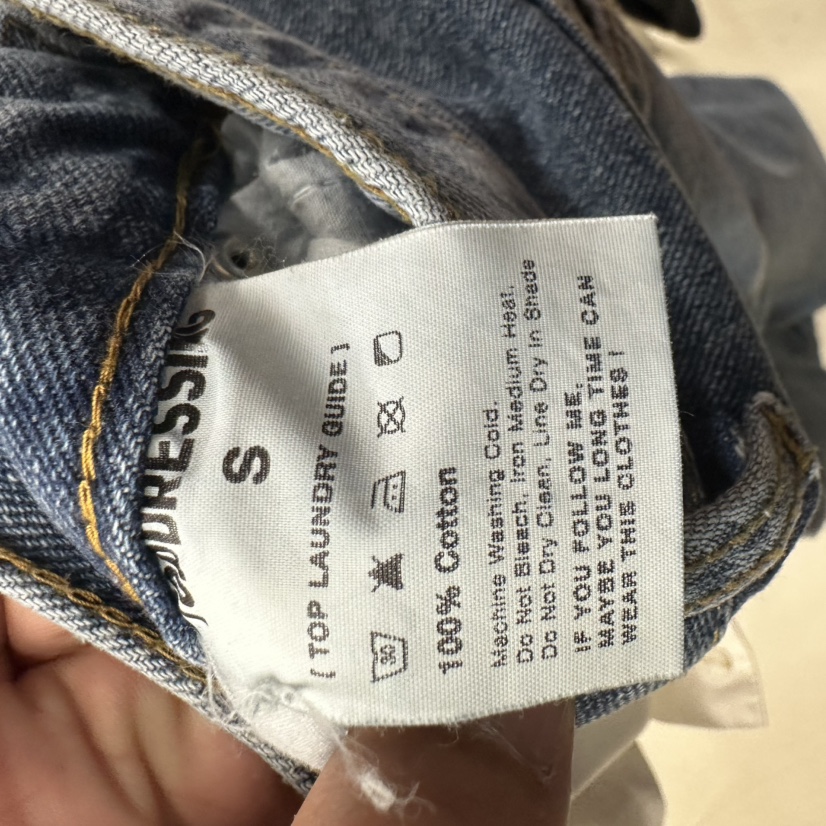 DRESSING
S
[ TOP LAUNDRY GUIDE ]
30
100% Cotton
Machine Washing Cold.
Do Not Bleach, Iron Medium Heat.
Do Not Dry Clean, Line Dry in Shade
IF YOU FOLLOW ME.
MAYBE YOU LONG TIME CAN
WEAR THIS CLOTHES !